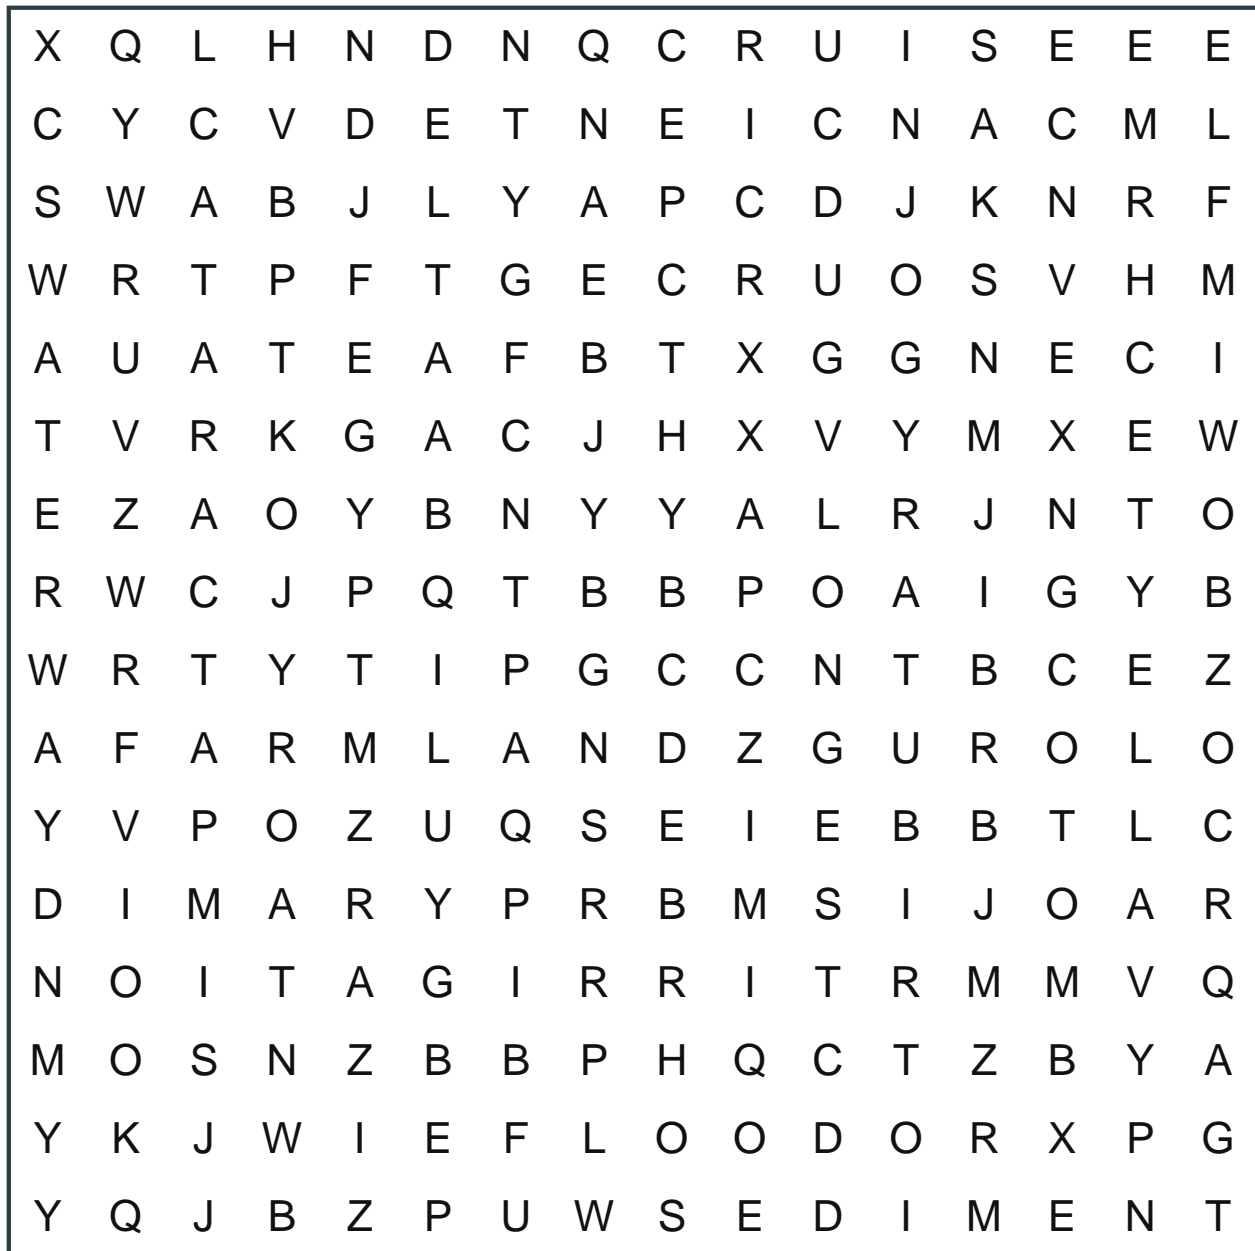 X Q L H N D N Q C R U I S E E E
C Y C V D E T N E I C N A C M L
S W A B J L Y A P C D J K N R F
W R T P F T G E C R U O S V H M
A U A T E A F B T X G G N E C I
T V R K G A C J H X V Y M X E W
E Z A O Y B N Y Y A L R J N T O
R W C J P Q T B B P O A I G Y B
W R T Y T I P G C C N T B C E Z
A F A R M L A N D Z G U R O L O
Y V P O Z U Q S E I E B B T L C
D I M A R Y P R B M S I J O A R
N O I T A G I R R I T R M M V Q
M O S N Z B B P H Q C T Z B Y A
Y K J W I E F L O O D O R X P G
Y Q J B Z P U W S E D I M E N T